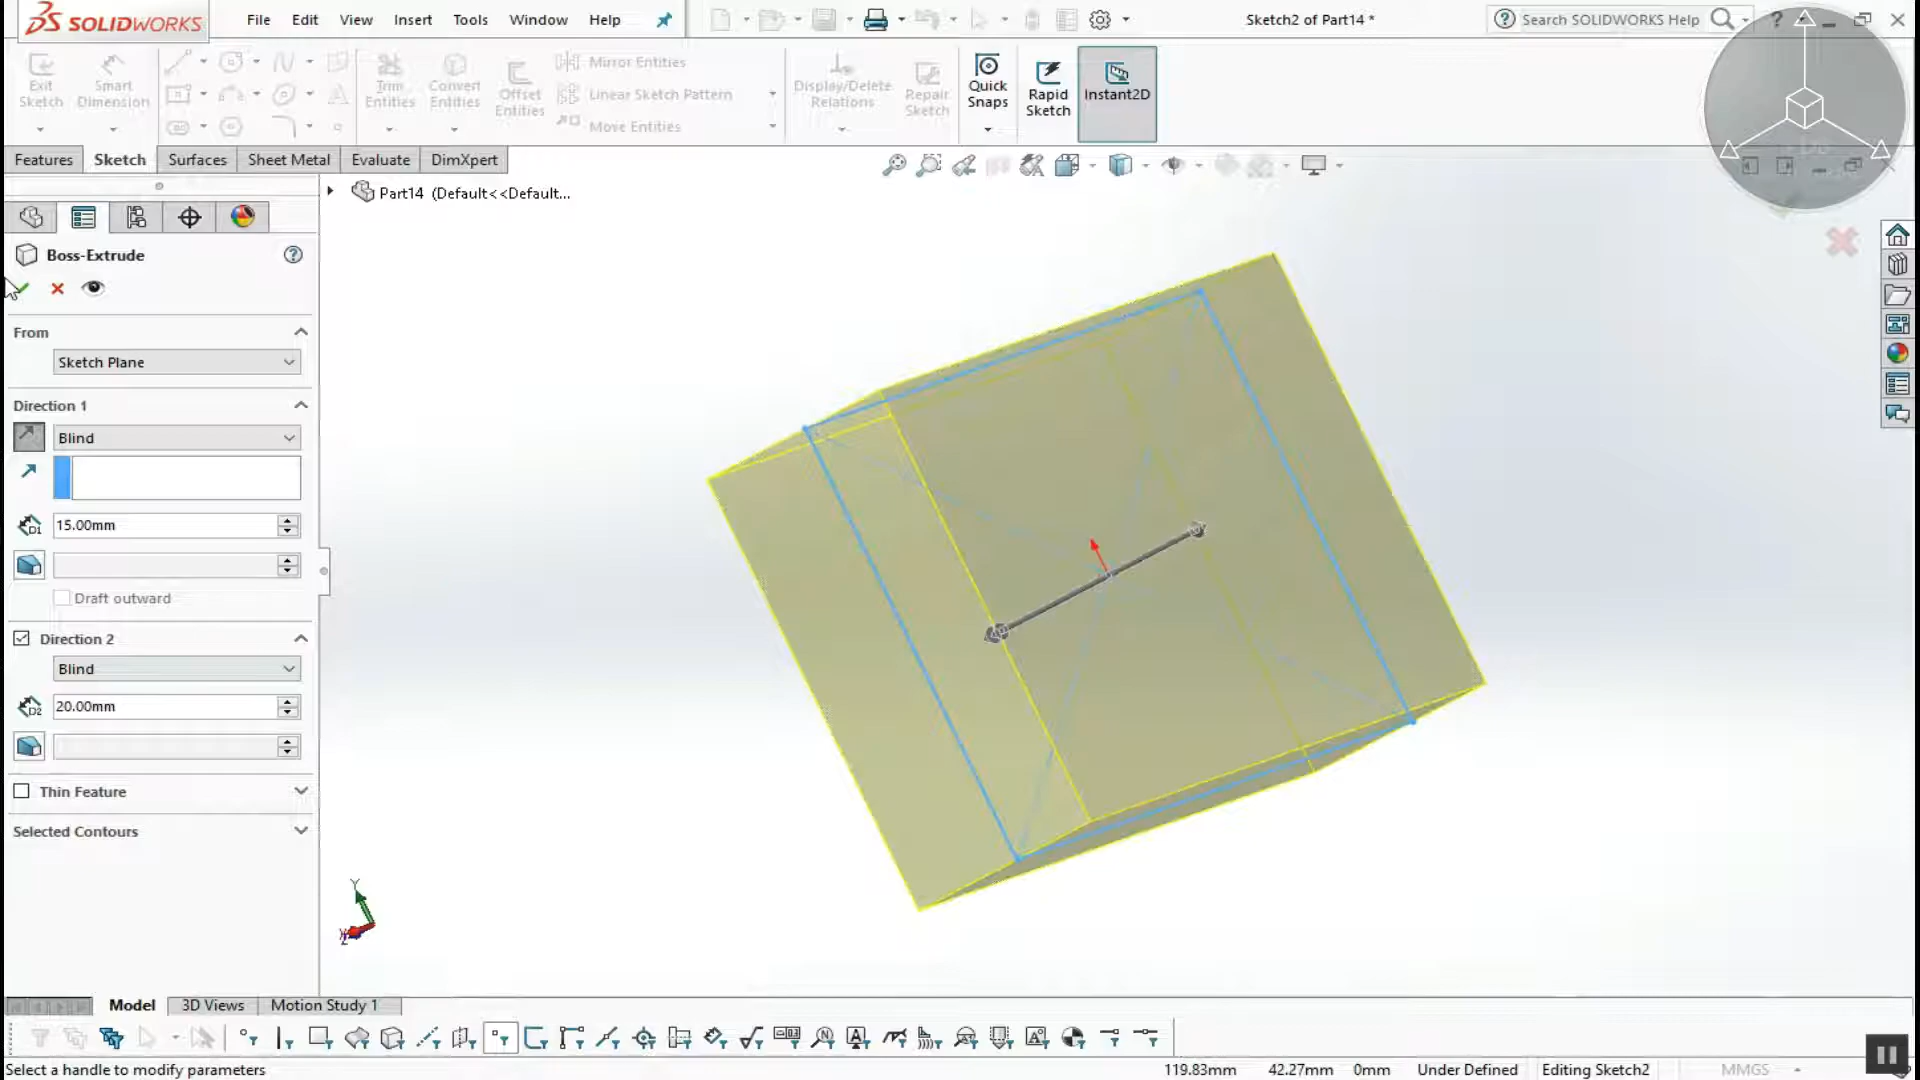 SOLIDWORKS File Edit View Insert Tools Window Help Sketch2 of Part14 * Search SOLIDWORKS Help
Exit Sketch
Smart Dimension
Trim Entities
Convert Entities
Offset Entities
Mirror Entities
Linear Sketch Pattern
Move Entities
Display/Delete Relations
Repair Sketch
Quick Snaps
Rapid Sketch
Instant2D
Features Sketch Surfaces Sheet Metal Evaluate DimXpert
Part14 (Default<<Default...
Boss-Extrude
From
Sketch Plane
Direction 1
Blind
D1 15.00mm
Draft outward
Direction 2
Blind
D2 20.00mm
Thin Feature
Selected Contours
Y
Model 3D Views Motion Study 1
Select a handle to modify parameters 119.83mm 42.27mm 0mm Under Defined Editing Sketch2 MMGS